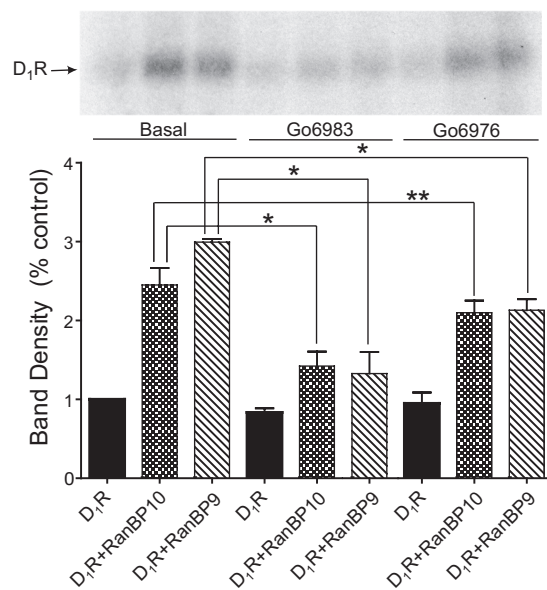 D₁R
Basal Go6983 Go6976
* 
*
**
*
Band Density (% control)
4
3
2
1
0
D₁R
D₁R+RanBP10
D₁R+RanBP9
D₁R
D₁R+RanBP10
D₁R+RanBP9
D₁R
D₁R+RanBP10
D₁R+RanBP9